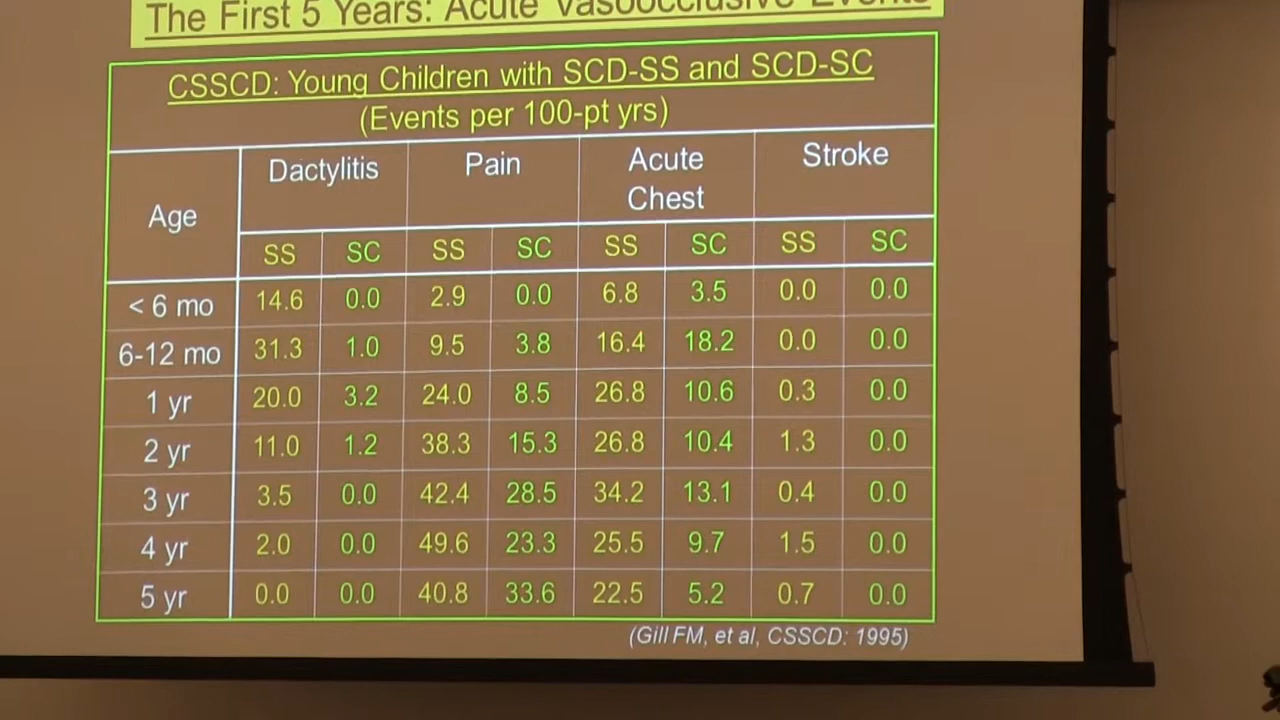 The First 5 Years: Acute Vasoocclusive Events
CSSCD: Young Children with SCD-SS and SCD-SC
(Events per 100-pt yrs)
Age Dactylitis Pain Acute Chest Stroke
SS SC SS SC SS SC SS SC
< 6 mo 14.6 0.0 2.9 0.0 6.8 3.5 0.0 0.0
6-12 mo 31.3 1.0 9.5 3.8 16.4 18.2 0.0 0.0
1 yr 20.0 3.2 24.0 8.5 26.8 10.6 0.3 0.0
2 yr 11.0 1.2 38.3 15.3 26.8 10.4 1.3 0.0
3 yr 3.5 0.0 42.4 28.5 34.2 13.1 0.4 0.0
4 yr 2.0 0.0 49.6 23.3 25.5 9.7 1.5 0.0
5 yr 0.0 0.0 40.8 33.6 22.5 5.2 0.7 0.0
(Gill FM, et al, CSSCD: 1995)